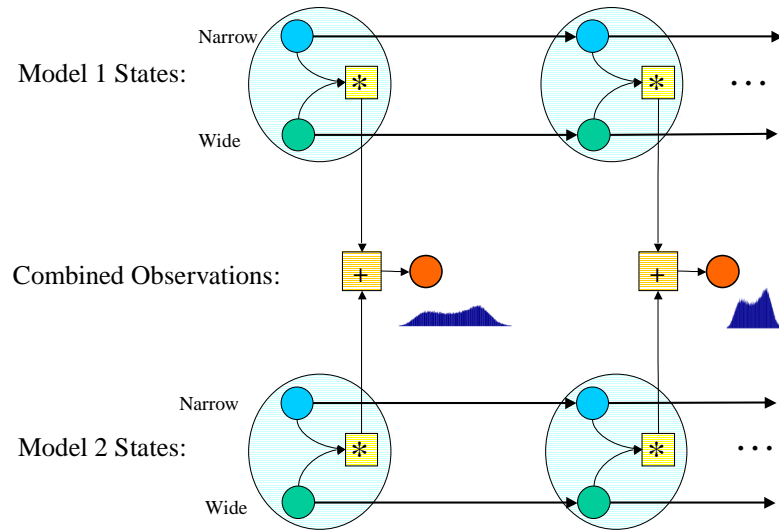 Narrow
Model 1 States:
* * ...
Wide
Combined Observations:
+ +
Narrow
Model 2 States:
* * ...
Wide